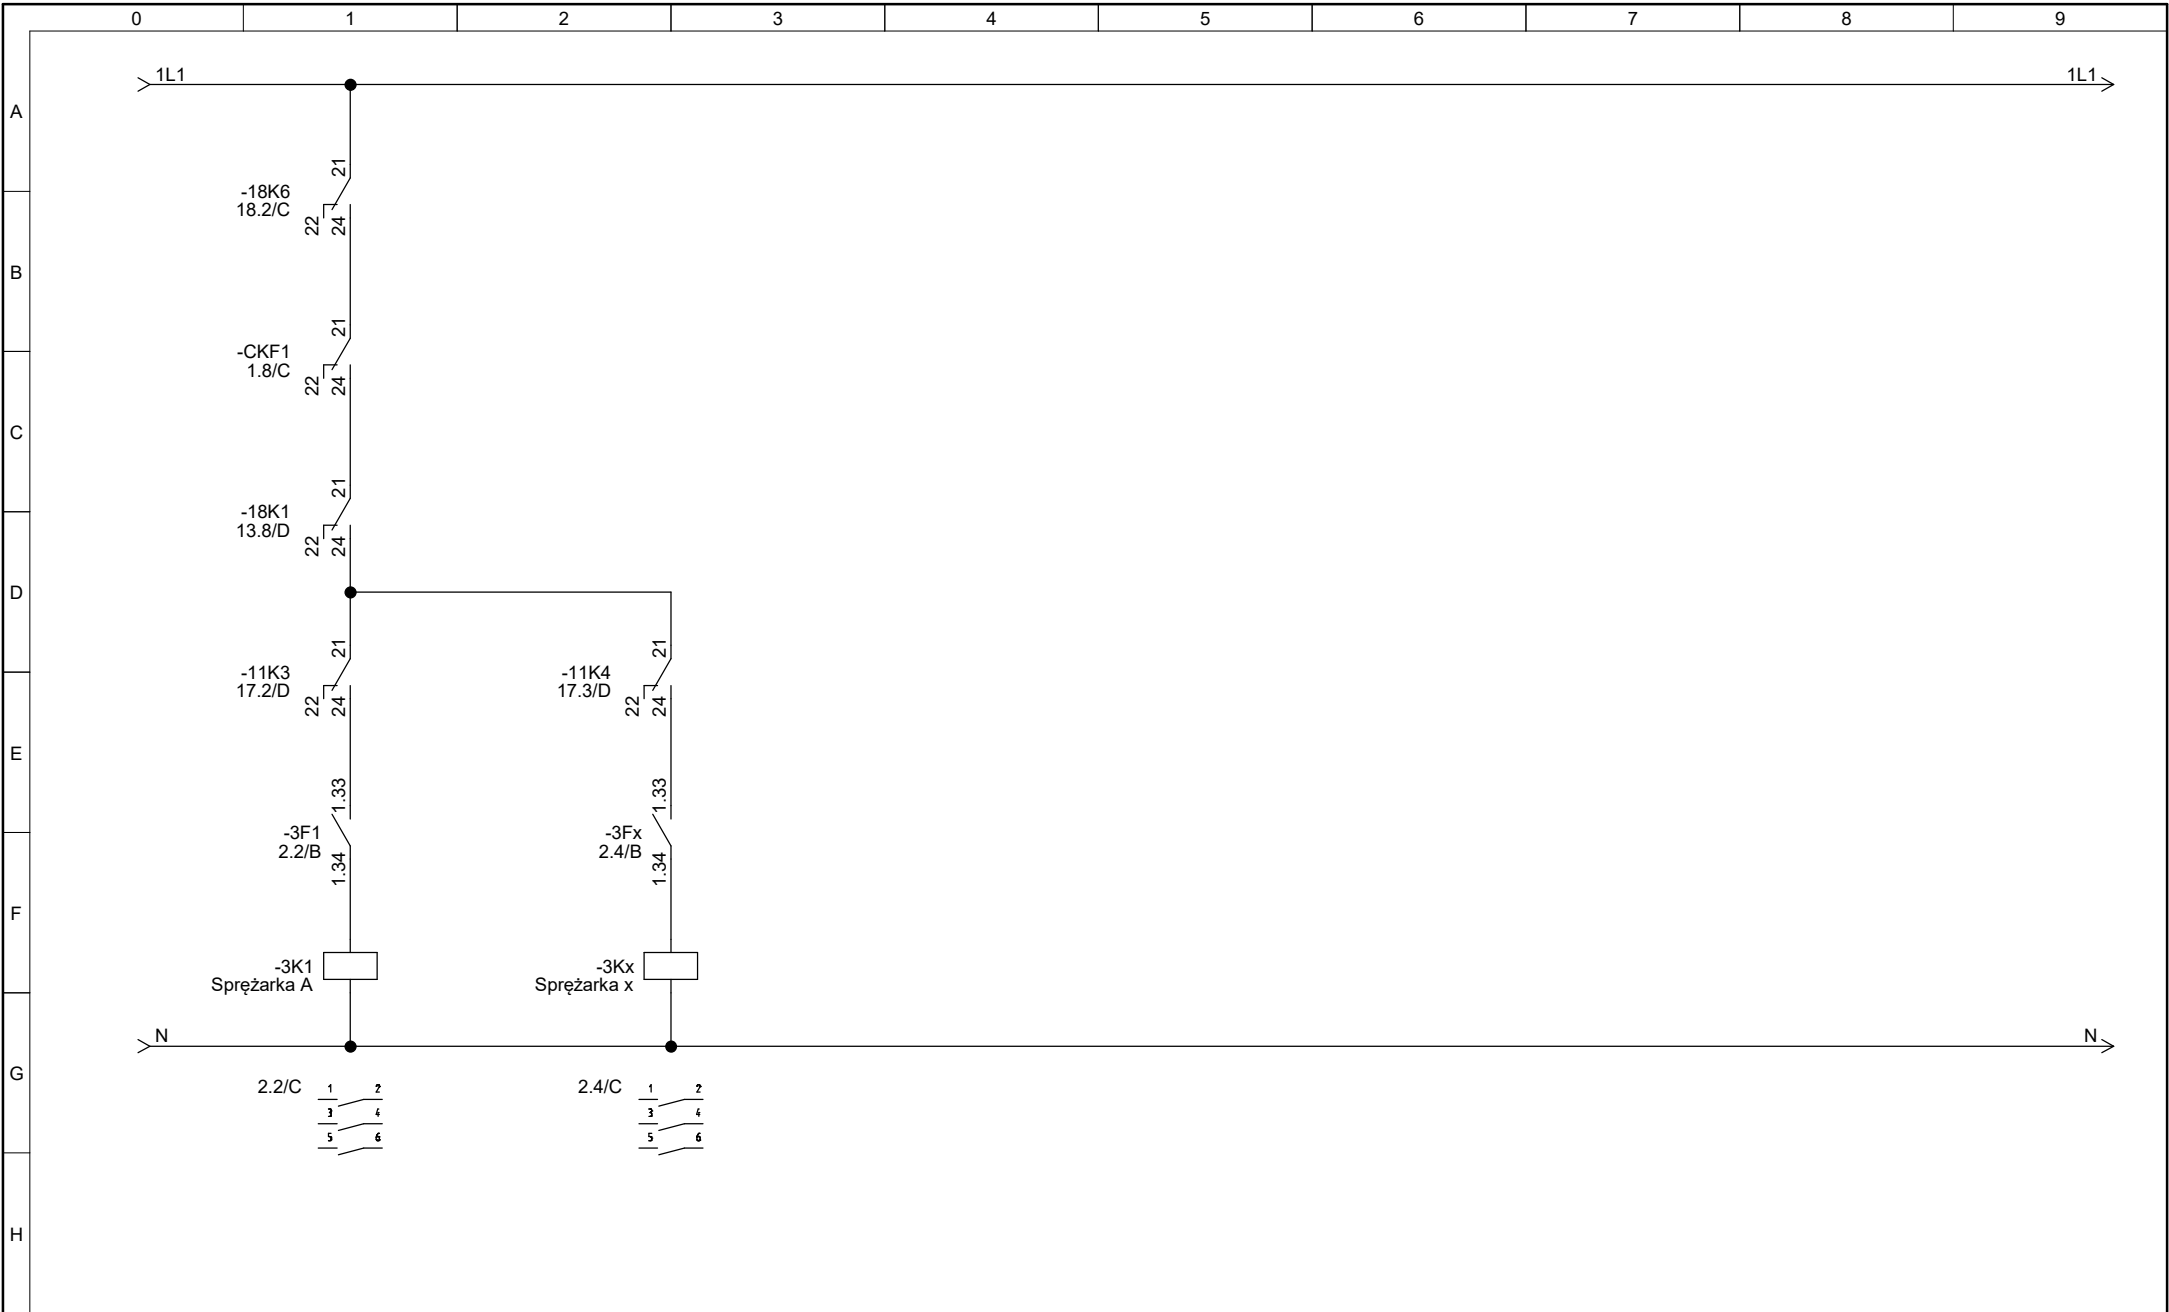 0 1 2 3 4 5 6 7 8 9
1L1 1L1
A
21
-18K6
18.2/C
22 24
B
21
-CKF1
1.8/C
22 24
C
21
-18K1
13.8/D
22 24
D
21 21
-11K3 -11K4
17.2/D 17.3/D
22 24 22 24
E
1.33 1.33
-3F1 -3Fx
2.2/B 2.4/B
1.34 1.34
F
-3K1 -3Kx
Sprężarka A Sprężarka x
N N
G
2.2/C 1 2 2.4/C 1 2
3 4 3 4
5 6 5 6
H